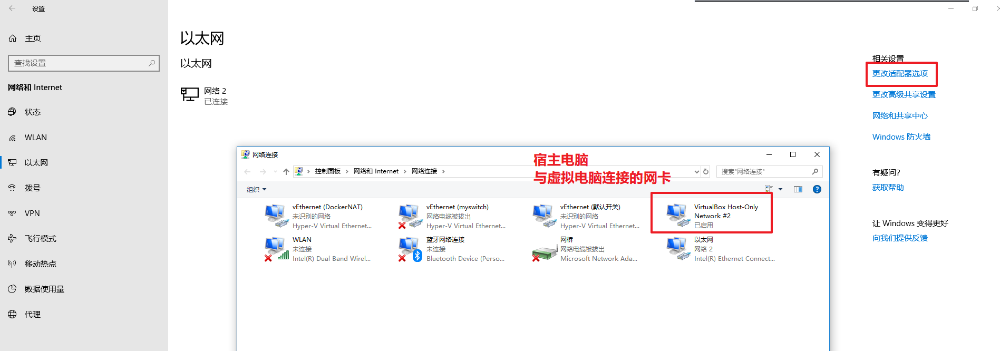 设置
主页
查找设置
网络和 Internet
状态
WLAN
以太网
拨号
VPN
飞行模式
移动热点
数据使用量
代理
以太网
以太网
网络 2
已连接
相关设置
更改适配器选项
更改高级共享设置
网络和共享中心
Windows 防火墙
有疑问?
获取帮助
让 Windows 变得更好
向我们提供反馈
网络连接
宿主电脑
与虚拟电脑连接的网卡
控制面板 › 网络和 Internet › 网络连接 ›
搜索"网络连接"
组织
vEthernet (DockerNAT)
未识别的网络
Hyper-V Virtual Ethernet...
vEthernet (myswitch)
网络电缆被拔出
Hyper-V Virtual Ethernet...
vEthernet (默认开关)
未识别的网络
Hyper-V Virtual Ethernet...
VirtualBox Host-Only
Network #2
已启用
WLAN
未连接
Intel(R) Dual Band Wirel...
蓝牙网络连接
未连接
Bluetooth Device (Perso...
网桥
网络电缆被拔出
Microsoft Network Ada...
以太网
网络 2
Intel(R) Ethernet Connect...